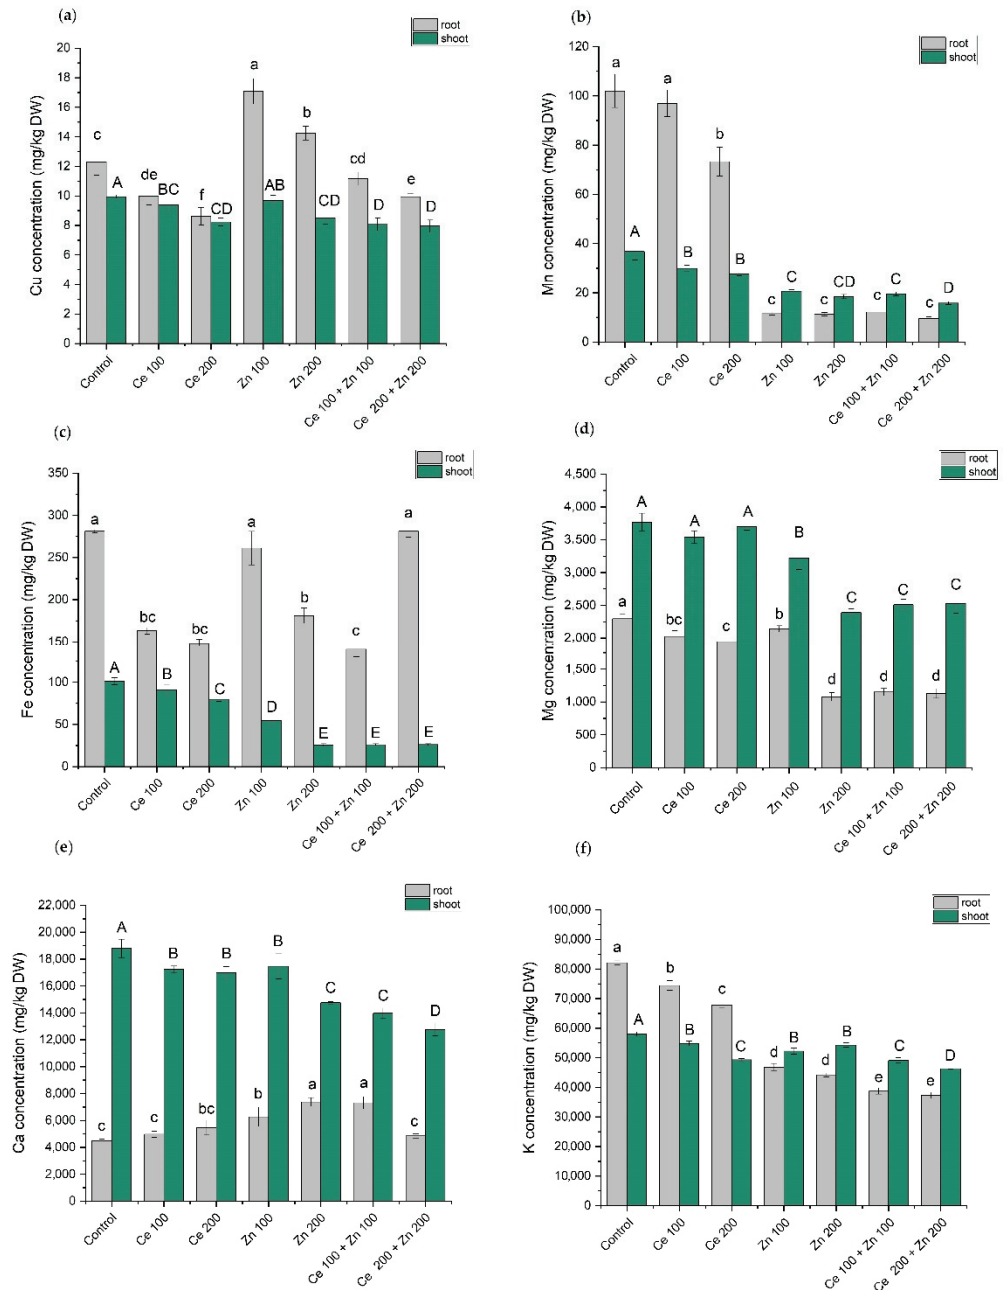 (a)
root
shoot
Cu concentration (mg/kg DW)
20
18
16
14
12
10
8
6
4
2
0
c
A
de
BC
f
CD
a
AB
b
CD
cd
D
e
D
Control
Ce 100
Ce 200
Zn 100
Zn 200
Ce 100 + Zn 100
Ce 200 + Zn 200
(b)
root
shoot
Mn concentration (mg/kg DW)
120
100
80
60
40
20
0
a
A
a
B
b
B
c
C
c
CD
c
C
c
D
Control
Ce 100
Ce 200
Zn 100
Zn 200
Ce 100 + Zn 100
Ce 200 + Zn 200
(c)
root
shoot
Fe concentration (mg/kg DW)
350
300
250
200
150
100
50
0
a
A
bc
B
bc
C
a
D
b
E
c
E
a
E
Control
Ce 100
Ce 200
Zn 100
Zn 200
Ce 100 + Zn 100
Ce 200 + Zn 200
(d)
root
shoot
Mg concentration (mg/kg DW)
4,500
4,000
3,500
3,000
2,500
2,000
1,500
1,000
500
0
a
A
bc
A
c
A
b
B
d
C
d
C
d
C
Control
Ce 100
Ce 200
Zn 100
Zn 200
Ce 100 + Zn 100
Ce 200 + Zn 200
(e)
root
shoot
Ca concentration (mg/kg DW)
22,000
20,000
18,000
16,000
14,000
12,000
10,000
8,000
6,000
4,000
2,000
0
c
A
c
B
bc
B
b
B
a
C
a
C
c
D
Control
Ce 100
Ce 200
Zn 100
Zn 200
Ce 100 + Zn 100
Ce 200 + Zn 200
(f)
root
shoot
K concentration (mg/kg DW)
100,000
90,000
80,000
70,000
60,000
50,000
40,000
30,000
20,000
10,000
0
a
A
b
B
c
C
d
B
d
B
e
C
e
D
Control
Ce 100
Ce 200
Zn 100
Zn 200
Ce 100 + Zn 100
Ce 200 + Zn 200